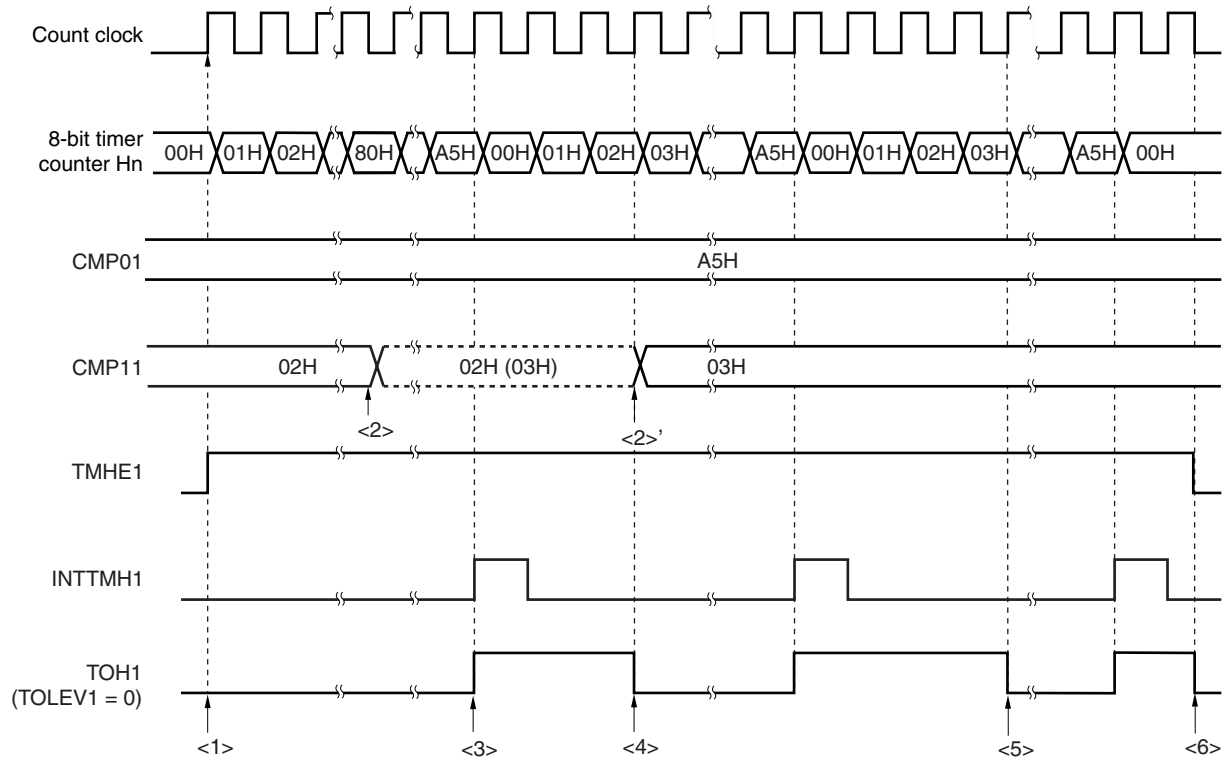 Count clock
8-bit timer
counter Hn
00H 01H 02H 80H A5H 00H 01H 02H 03H A5H 00H 01H 02H 03H A5H 00H
CMP01
A5H
CMP11
02H 02H (03H) 03H
<2> <2>’
TMHE1
INTTMH1
TOH1
(TOLEV1 = 0)
<1> <3> <4> <5> <6>